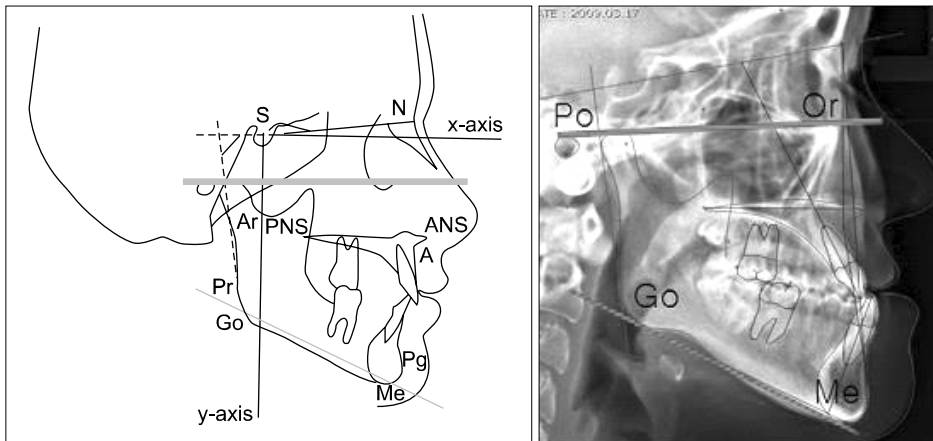 S
N
x-axis
Ar
PNS
ANS
A
Pr
Go
Pg
Me
y-axis
ATE : 2009.03.17
Po
Or
Go
Me